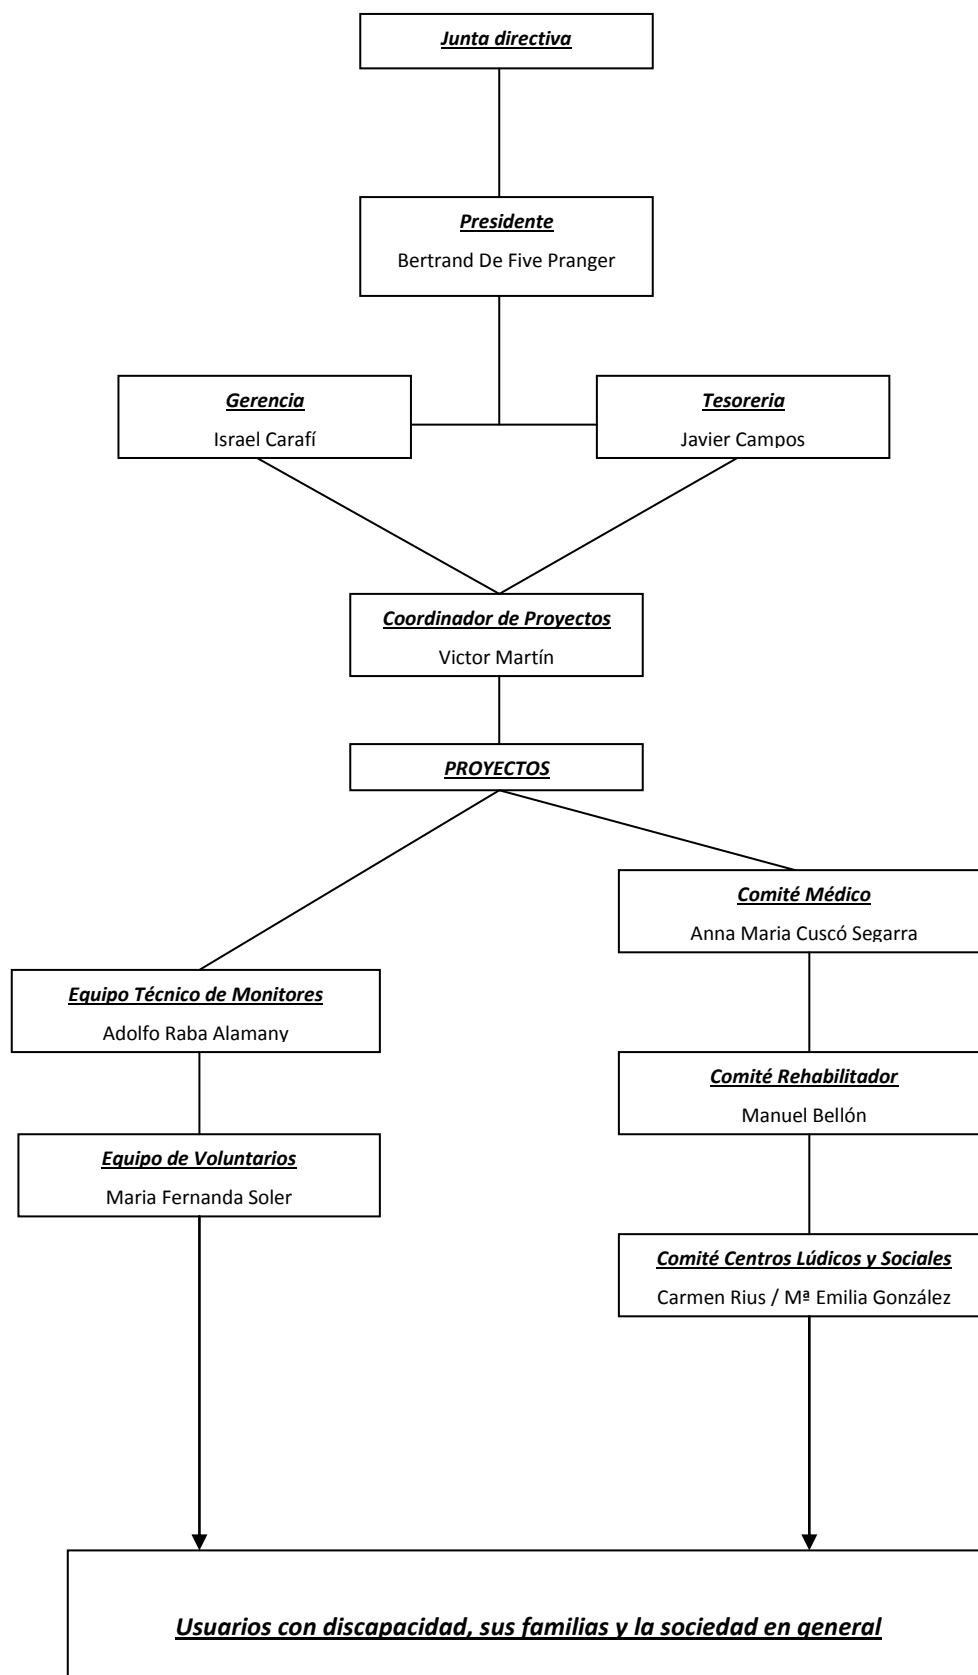 Junta directiva
Presidente
Bertrand De Five Pranger
Gerencia
Israel Carafí
Tesoreria
Javier Campos
Coordinador de Proyectos
Victor Martín
PROYECTOS
Comité Médico
Anna Maria Cuscó Segarra
Equipo Técnico de Monitores
Adolfo Raba Alamany
Comité Rehabilitador
Manuel Bellón
Equipo de Voluntarios
Maria Fernanda Soler
Comité Centros Lúdicos y Sociales
Carmen Rius / Mª Emilia González
Usuarios con discapacidad, sus familias y la sociedad en general